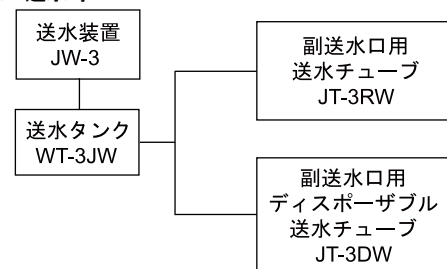 送水装置
JW-3
送水タンク
WT-3JW
副送水口用
送水チューブ
JT-3RW
副送水口用
ディスポーザブル
送水チューブ
JT-3DW